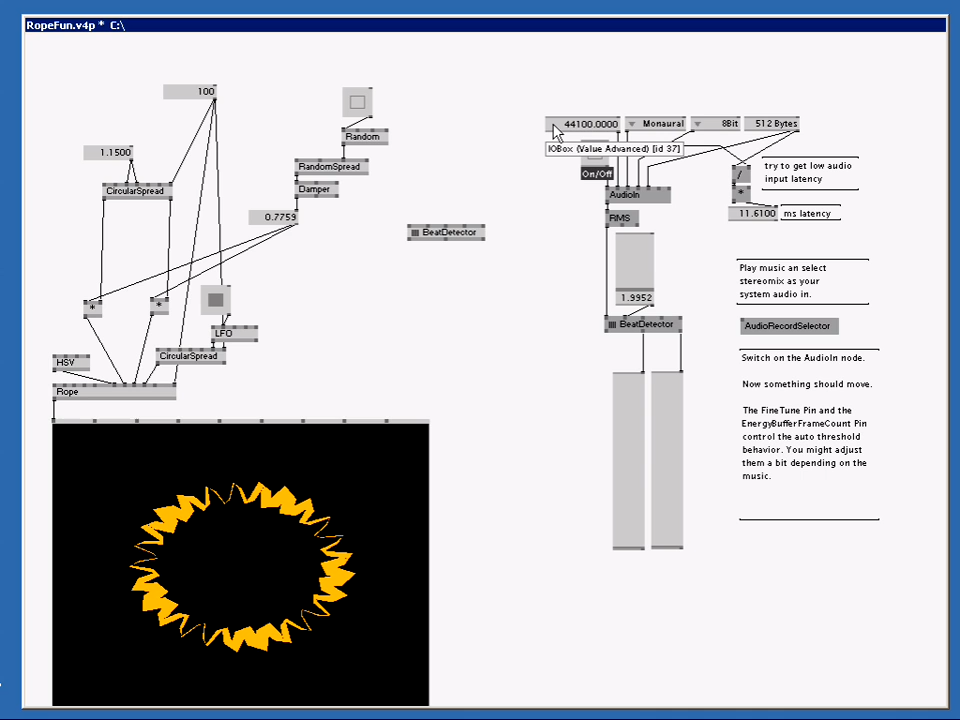 RopeFun.v4p * C:\
100
Random
1.1500
RandomSpread
CircularSpread
Damper
0.7759
BeatDetector
*
*
LFO
CircularSpread
HSV
Rope
44100.0000
Monaural
8Bit
512 Bytes
IOBox (Value Advanced) [id 37]
On/Off
AudioIn
RMS
1.9952
BeatDetector
/
*
11.6100
ms latency
try to get low audio
input latency
Play music an select
stereomix as your
system audio in.
AudioRecordSelector
Switch on the AudioIn node.
Now something should move.
The FineTune Pin and the
EnergyBufferFrameCount Pin
control the auto threshold
behavior. You might adjust
them a bit depending on the
music.